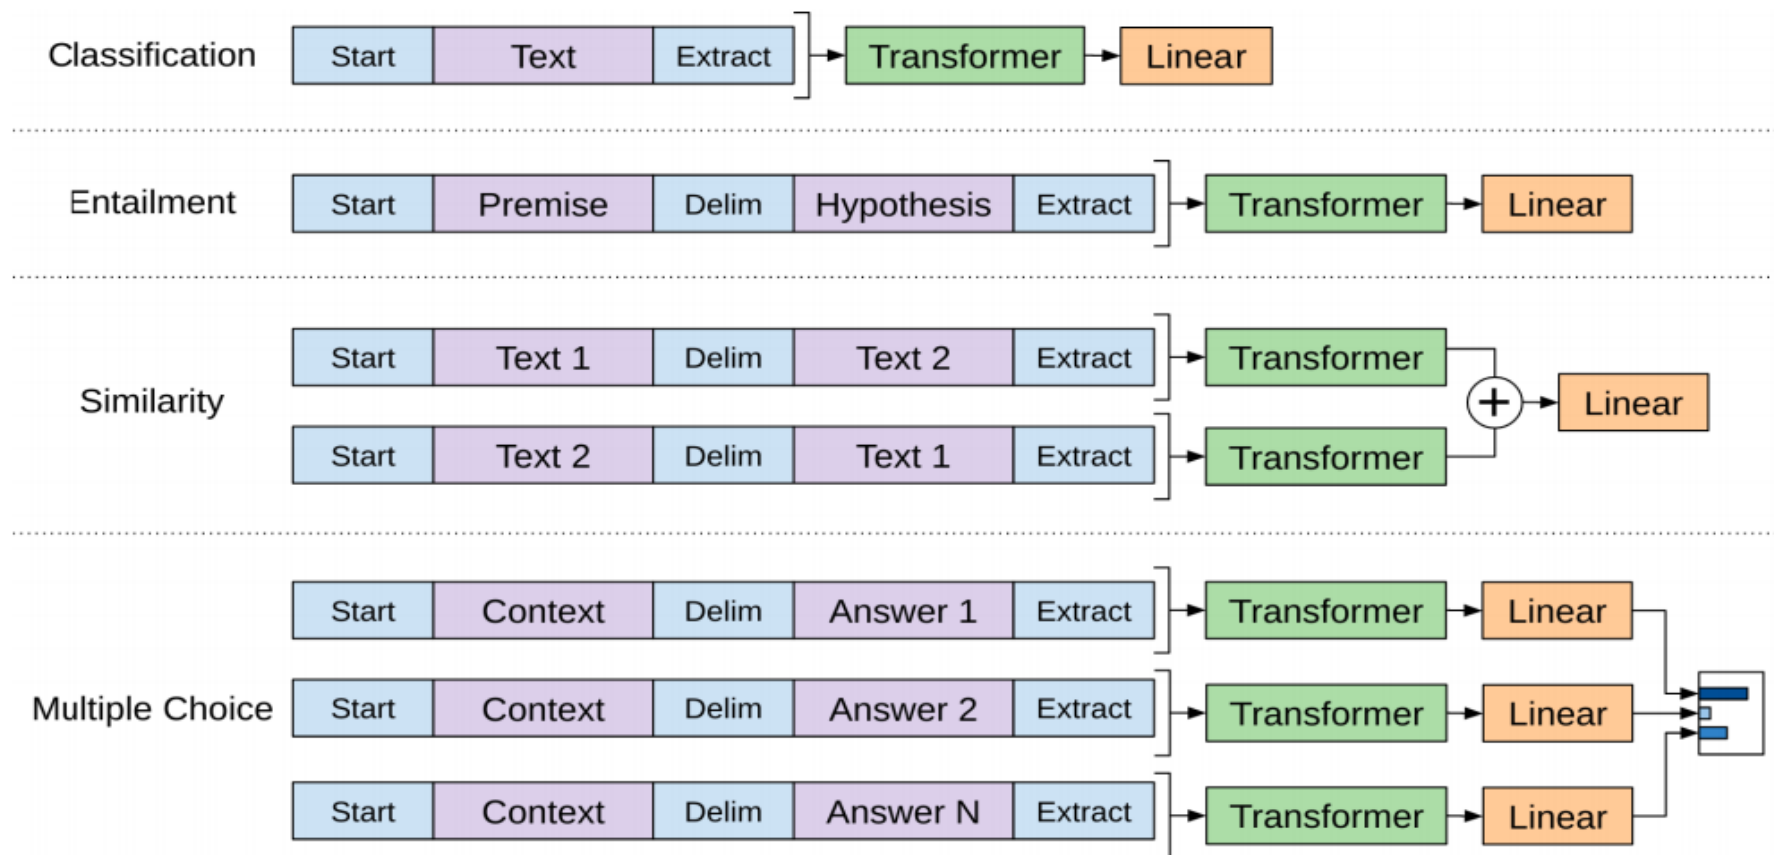 Classification Start Text Extract Transformer Linear
Entailment Start Premise Delim Hypothesis Extract Transformer Linear
Start Text 1 Delim Text 2 Extract Transformer
Similarity + Linear
Start Text 2 Delim Text 1 Extract Transformer
Start Context Delim Answer 1 Extract Transformer Linear
Multiple Choice Start Context Delim Answer 2 Extract Transformer Linear
Start Context Delim Answer N Extract Transformer Linear